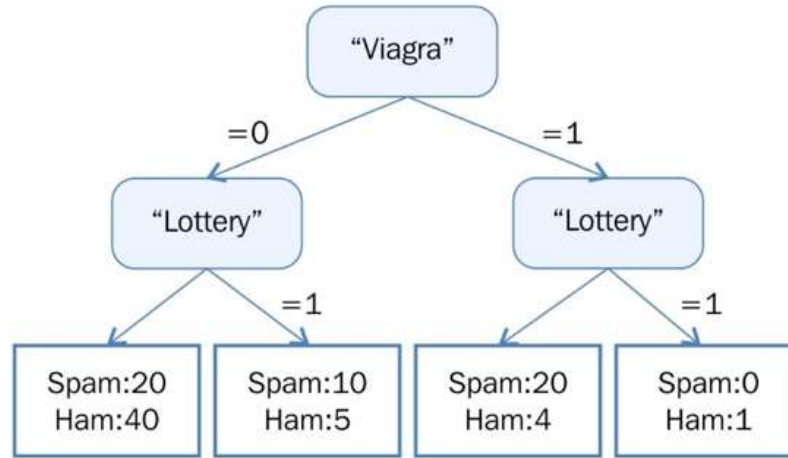 “Viagra”
=0
=1
“Lottery”
“Lottery”
=1
=1
Spam:20
Ham:40
Spam:10
Ham:5
Spam:20
Ham:4
Spam:0
Ham:1